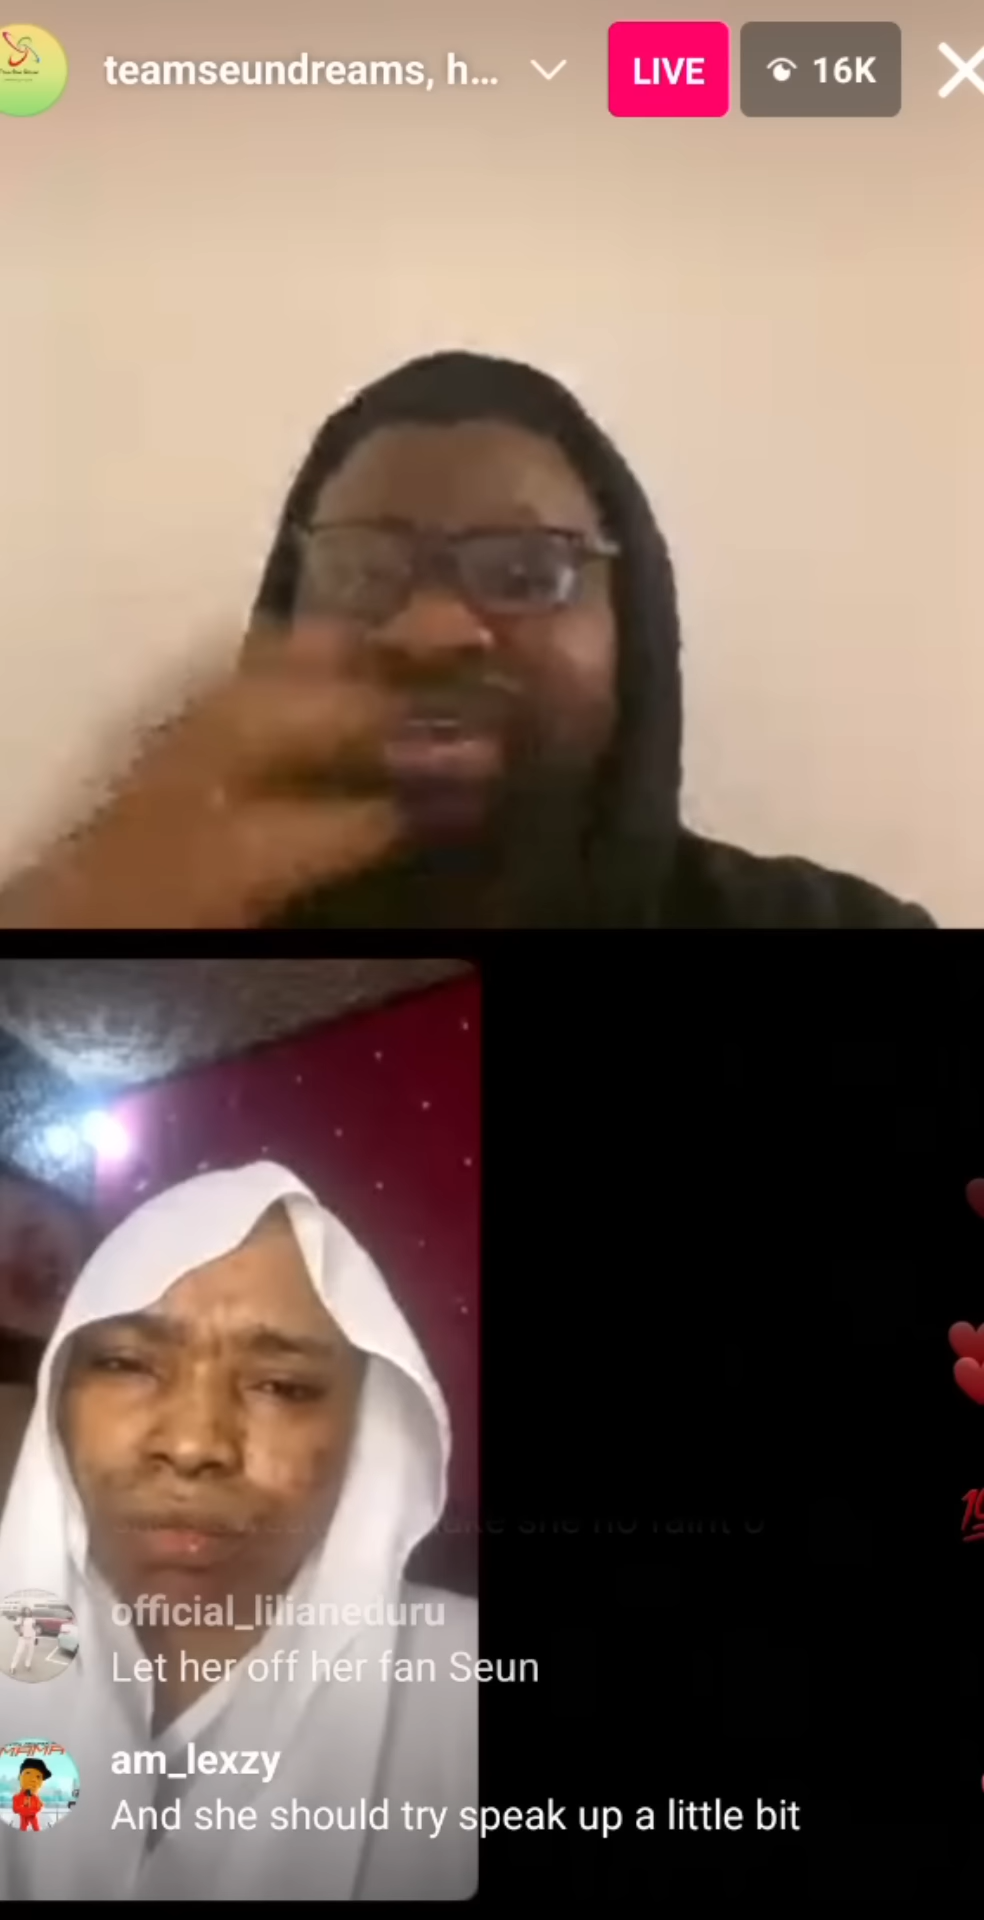 teamseundreams, h...
LIVE
16K
official_lilianeduru
Let her off her fan Seun
am_lexzy
And she should try speak up a little bit